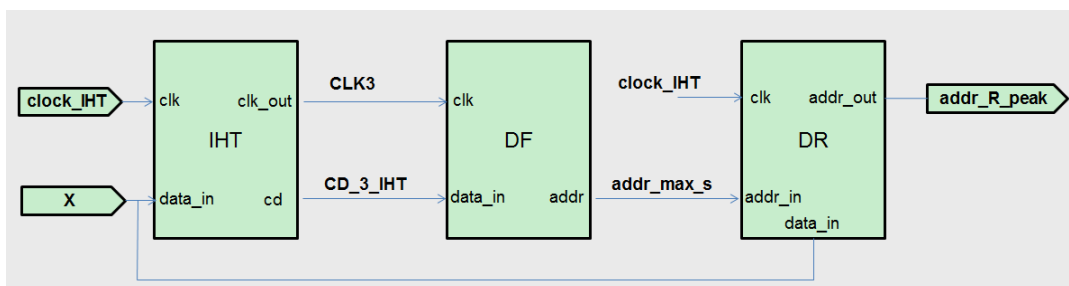 clock_IHT
clk
clk_out
IHT
data_in
cd
X
CLK3
CD_3_IHT
clk
DF
data_in
addr
clock_IHT
addr_max_s
clk
addr_out
DR
addr_in
data_in
addr_R_peak